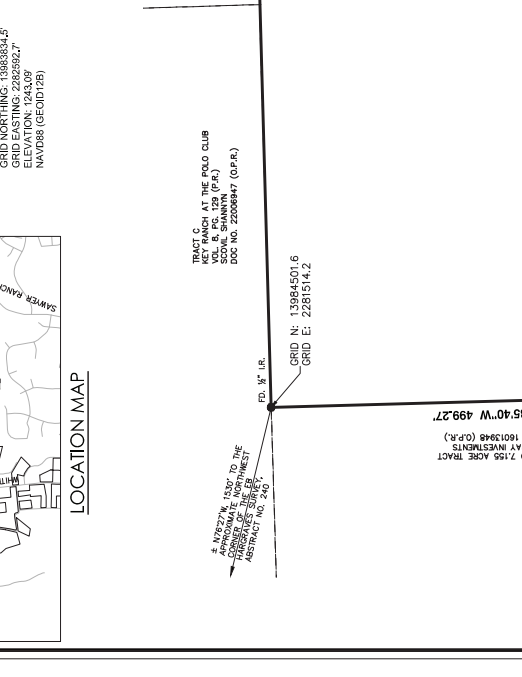 GRID NORTHING: 13983834.5'
GRID EASTING: 2282592.7'
ELEVATION: 1243.09'
NAVD88 (GEOID12B)
TRACT C
KEY RANCH AT THE POLO CLUB
VOL. 8, PG. 129 (P.R.)
SCOVIL SHANNYN
DOC NO. 22006947 (O.P.R.)
SAWYER
LOCATION MAP
FD. ½" I.R.
GRID N: 13984501.6
GRID E: 2281514.2
± N76°27'W, 1530' TO THE
APPROXIMATE NORTHWEST
CORNER OF THE EB
HARGRAVES SURVEY,
ABSTRACT NO. 240
5'40"W 499.27'
7.155 ACRE TRACT
AY INVESTMENTS
16013948 (O.P.R.)